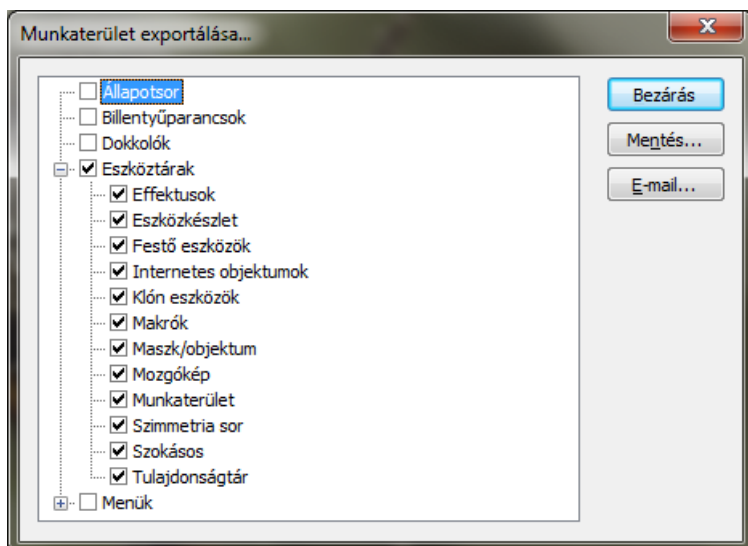 Munkaterület exportálása...
Állapotsor
Billentyűparancsok
Dokkolók
Eszköztárak
Effektusok
Eszközkészlet
Festő eszközök
Internetes objektumok
Klón eszközök
Makrók
Maszk/objektum
Mozgókép
Munkaterület
Szimmetria sor
Szokásos
Tulajdonságtár
Menük
Bezárás
Mentés...
E-mail...